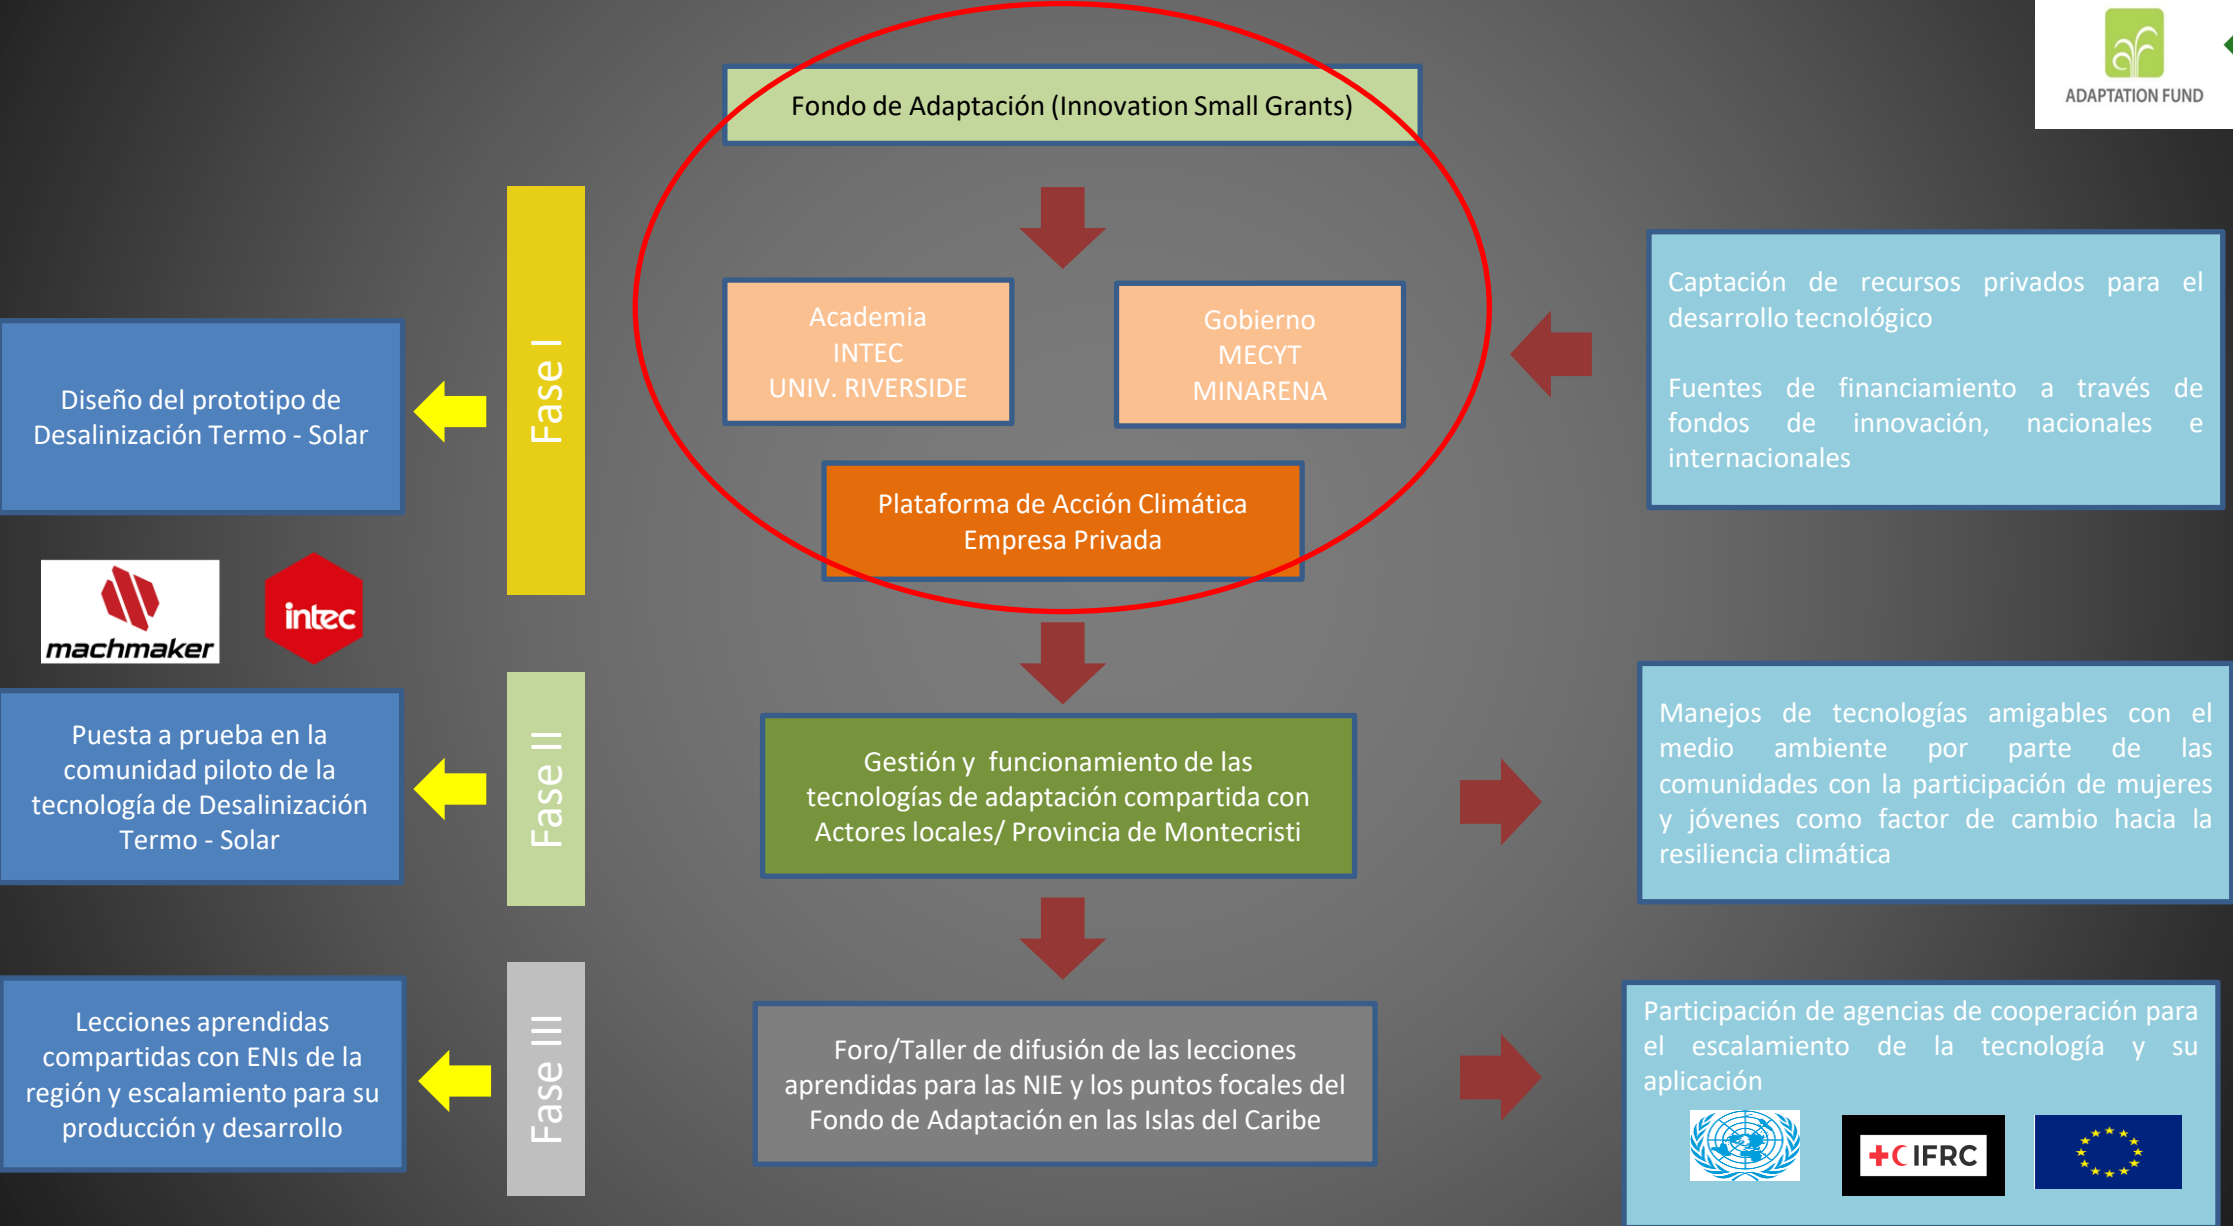 ADAPTATION FUND
Fondo de Adaptación (Innovation Small Grants)
Fase I
Academia
INTEC
UNIV. RIVERSIDE
Gobierno
MECYT
MINARENA
Captación de recursos privados para el
desarrollo tecnológico
Fuentes de financiamiento a través de
fondos de innovación, nacionales e
internacionales
Diseño del prototipo de
Desalinización Termo - Solar
Plataforma de Acción Climática
Empresa Privada
machmaker
intec
Fase II
Puesta a prueba en la
comunidad piloto de la
tecnología de Desalinización
Termo - Solar
Gestión y funcionamiento de las
tecnologías de adaptación compartida con
Actores locales/ Provincia de Montecristi
Manejos de tecnologías amigables con el
medio ambiente por parte de las
comunidades con la participación de mujeres
y jóvenes como factor de cambio hacia la
resiliencia climática
Fase III
Lecciones aprendidas
compartidas con ENIs de la
región y escalamiento para su
producción y desarrollo
Foro/Taller de difusión de las lecciones
aprendidas para las NIE y los puntos focales del
Fondo de Adaptación en las Islas del Caribe
Participación de agencias de cooperación para
el escalamiento de la tecnología y su
aplicación
IFRC